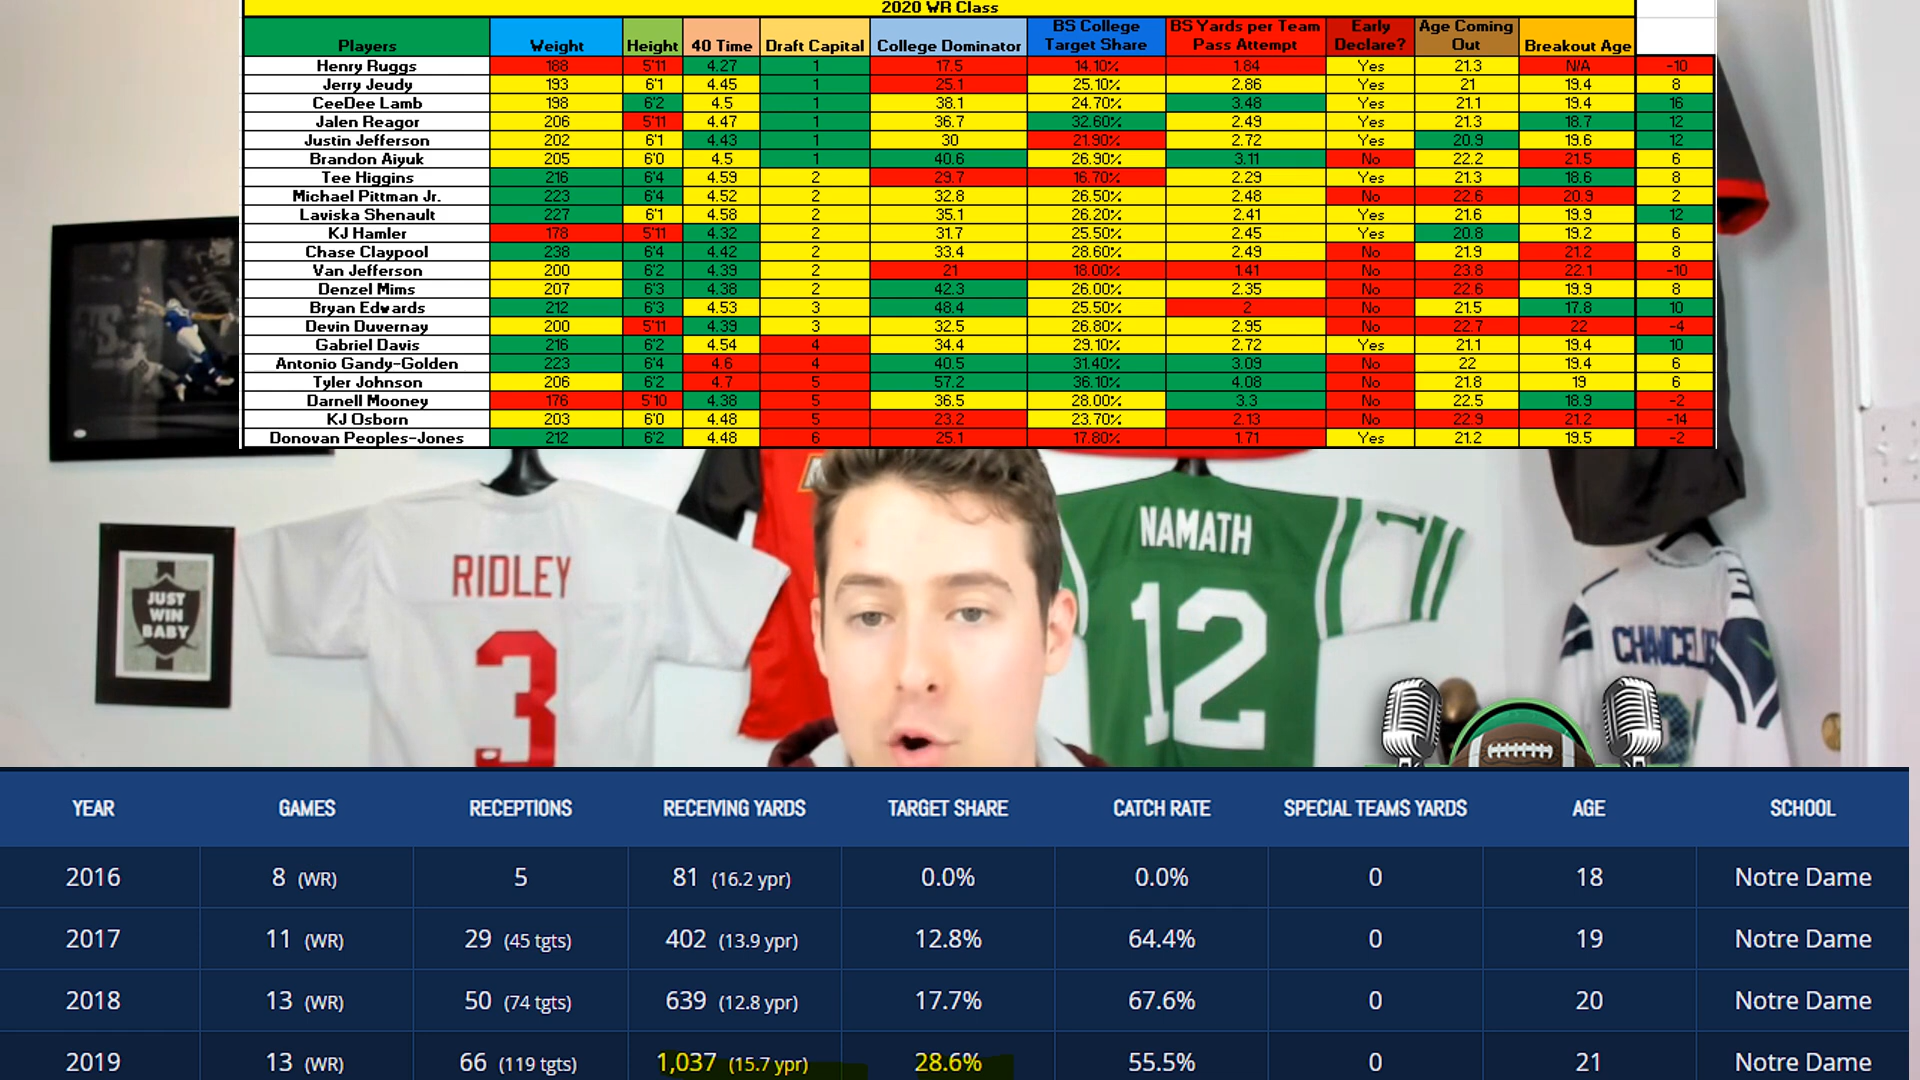 2020 WR Class
Players Weight Height 40 Time Draft Capital College Dominator BS College Target Share BS Yards per Team Pass Attempt Early Declare? Age Coming Out Breakout Age
Henry Ruggs 188 5'11 4.27 1 17.5 14.10% 1.84 Yes 21.3 N/A -10
Jerry Jeudy 193 6'1 4.45 1 25.1 25.10% 2.86 Yes 21 19.4 8
CeeDee Lamb 198 6'2 4.5 1 38.1 24.70% 3.48 Yes 21.1 19.4 16
Jalen Reagor 206 5'11 4.47 1 36.7 32.60% 2.49 Yes 21.3 18.7 12
Justin Jefferson 202 6'1 4.43 1 30 21.90% 2.72 Yes 20.9 19.6 12
Brandon Aiyuk 205 6'0 4.5 1 40.6 26.90% 3.11 No 22.2 21.5 6
Tee Higgins 216 6'4 4.59 2 29.7 16.70% 2.29 Yes 21.3 18.6 8
Michael Pittman Jr. 223 6'4 4.52 2 32.8 26.50% 2.48 No 22.6 20.9 2
Laviska Shenault 227 6'1 4.58 2 35.1 26.20% 2.41 Yes 21.6 19.9 12
KJ Hamler 178 5'11 4.32 2 31.7 25.50% 2.45 Yes 20.8 19.2 6
Chase Claypool 238 6'4 4.42 2 33.4 28.60% 2.49 No 21.9 21.2 8
Van Jefferson 200 6'2 4.39 2 21 18.00% 1.41 No 23.8 22.1 -10
Denzel Mims 207 6'3 4.38 2 42.3 26.00% 2.35 No 22.6 19.9 8
Bryan Edwards 212 6'3 4.53 3 48.4 25.50% 2 No 21.5 17.8 10
Devin Duvernay 200 5'11 4.39 3 32.5 26.80% 2.95 No 22.7 22 -4
Gabriel Davis 216 6'2 4.54 4 34.4 29.10% 2.72 Yes 21.1 19.4 10
Antonio Gandy-Golden 223 6'4 4.6 4 40.5 31.40% 3.09 No 22 19.4 6
Tyler Johnson 206 6'2 4.7 5 57.2 36.10% 4.08 No 21.8 19 6
Darnell Mooney 176 5'10 4.38 5 36.5 28.00% 3.3 No 22.5 18.9 -2
KJ Osborn 203 6'0 4.48 5 23.2 23.70% 2.13 No 22.9 21.2 -14
Donovan Peoples-Jones 212 6'2 4.48 6 25.1 17.80% 1.71 Yes 21.2 19.5 -2
JUST
WIN
BABY
RIDLEY
3
NAMATH
12
YEAR GAMES RECEPTIONS RECEIVING YARDS TARGET SHARE CATCH RATE SPECIAL TEAMS YARDS AGE SCHOOL
2016 8 (WR) 5 81 (16.2 ypr) 0.0% 0.0% 0 18 Notre Dame
2017 11 (WR) 29 (45 tgts) 402 (13.9 ypr) 12.8% 64.4% 0 19 Notre Dame
2018 13 (WR) 50 (74 tgts) 639 (12.8 ypr) 17.7% 67.6% 0 20 Notre Dame
2019 13 (WR) 66 (119 tgts) 1,037 (15.7 ypr) 28.6% 55.5% 0 21 Notre Dame